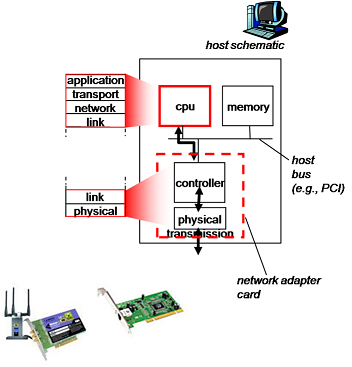 host schematic
application
transport
network
link
cpu
memory
host
bus
(e.g., PCI)
controller
link
physical
physical
transmission
network adapter
card